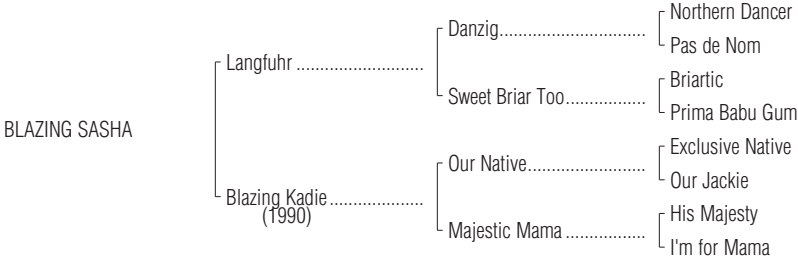 Northern Dancer
Danzig..............................
Pas de Nom
Langfuhr ..........................
Briartic
Sweet Briar Too.................
Prima Babu Gum
BLAZING SASHA
Exclusive Native
Our Native.........................
Our Jackie
Blazing Kadie ...................
(1990)
His Majesty
Majestic Mama .................
I'm for Mama